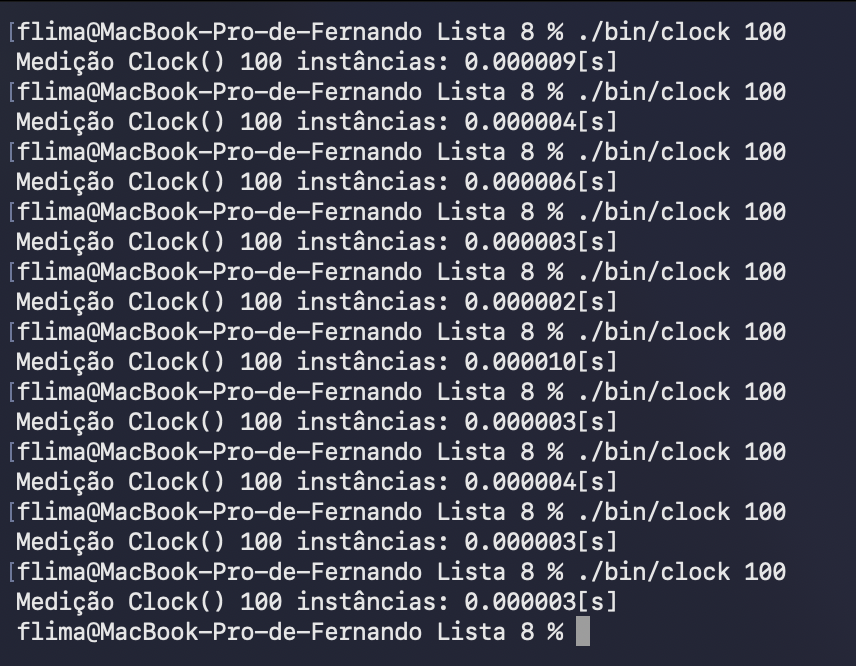 [flima@MacBook-Pro-de-Fernando Lista 8 % ./bin/clock 100
Medição Clock() 100 instâncias: 0.000009[s]
[flima@MacBook-Pro-de-Fernando Lista 8 % ./bin/clock 100
Medição Clock() 100 instâncias: 0.000004[s]
[flima@MacBook-Pro-de-Fernando Lista 8 % ./bin/clock 100
Medição Clock() 100 instâncias: 0.000006[s]
[flima@MacBook-Pro-de-Fernando Lista 8 % ./bin/clock 100
Medição Clock() 100 instâncias: 0.000003[s]
[flima@MacBook-Pro-de-Fernando Lista 8 % ./bin/clock 100
Medição Clock() 100 instâncias: 0.000002[s]
[flima@MacBook-Pro-de-Fernando Lista 8 % ./bin/clock 100
Medição Clock() 100 instâncias: 0.000010[s]
[flima@MacBook-Pro-de-Fernando Lista 8 % ./bin/clock 100
Medição Clock() 100 instâncias: 0.000003[s]
[flima@MacBook-Pro-de-Fernando Lista 8 % ./bin/clock 100
Medição Clock() 100 instâncias: 0.000004[s]
[flima@MacBook-Pro-de-Fernando Lista 8 % ./bin/clock 100
Medição Clock() 100 instâncias: 0.000003[s]
[flima@MacBook-Pro-de-Fernando Lista 8 % ./bin/clock 100
Medição Clock() 100 instâncias: 0.000003[s]
flima@MacBook-Pro-de-Fernando Lista 8 %